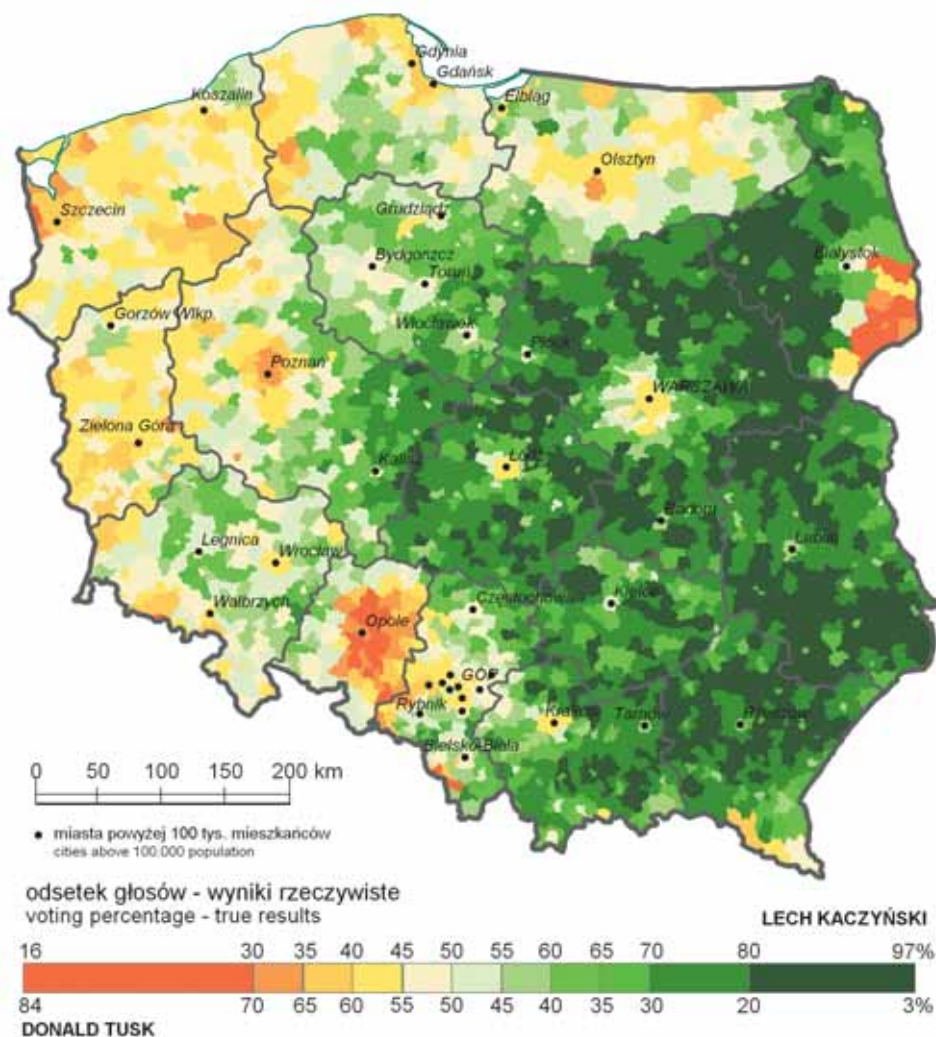 Gdynia
Gdańsk
Koszalin
Elbląg
Olsztyn
Szczecin
Grudziądz
Białystok
Bydgoszcz
Toruń
Gorzów Wlkp.
Włocławek
Płock
Poznań
WARSZAWA
Zielona Góra
Kalisz
Łódź
Radom
Legnica
Wrocław
Lublin
Częstochowa
Kielce
Wałbrzych
Opole
GOP
Rybnik
Kraków
Tarnów
Rzeszów
Bielsko-Biała
0 50 100 150 200 km
miasta powyżej 100 tys. mieszkańców
cities above 100.000 population
odsetek głosów - wyniki rzeczywiste
voting percentage - true results
LECH KACZYŃSKI
16 30 35 40 45 50 55 60 65 70 80 97%
84 70 65 60 55 50 45 40 35 30 20 3%
DONALD TUSK